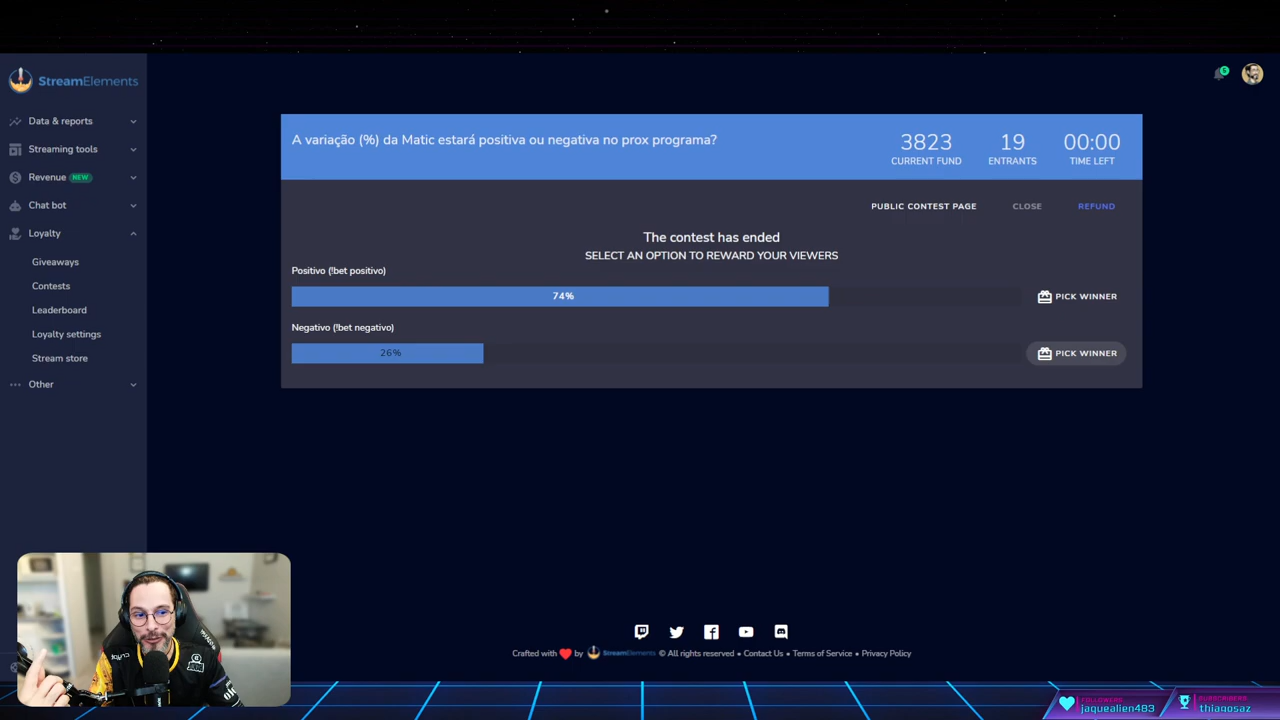 StreamElements
5
Data & reports
Streaming tools
Revenue NEW
Chat bot
Loyalty
Giveaways
Contests
Leaderboard
Loyalty settings
Stream store
Other
A variação (%) da Matic estará positiva ou negativa no prox programa?
3823
CURRENT FUND
19
ENTRANTS
00:00
TIME LEFT
PUBLIC CONTEST PAGE
CLOSE
REFUND
The contest has ended
SELECT AN OPTION TO REWARD YOUR VIEWERS
Positivo (!bet positivo)
74%
PICK WINNER
Negativo (!bet negativo)
26%
PICK WINNER
Crafted with ❤ by StreamElements © All rights reserved • Contact Us • Terms of Service • Privacy Policy
FOLLOWERS
jaquealien483
SUBSCRIBERS
thiagosaz